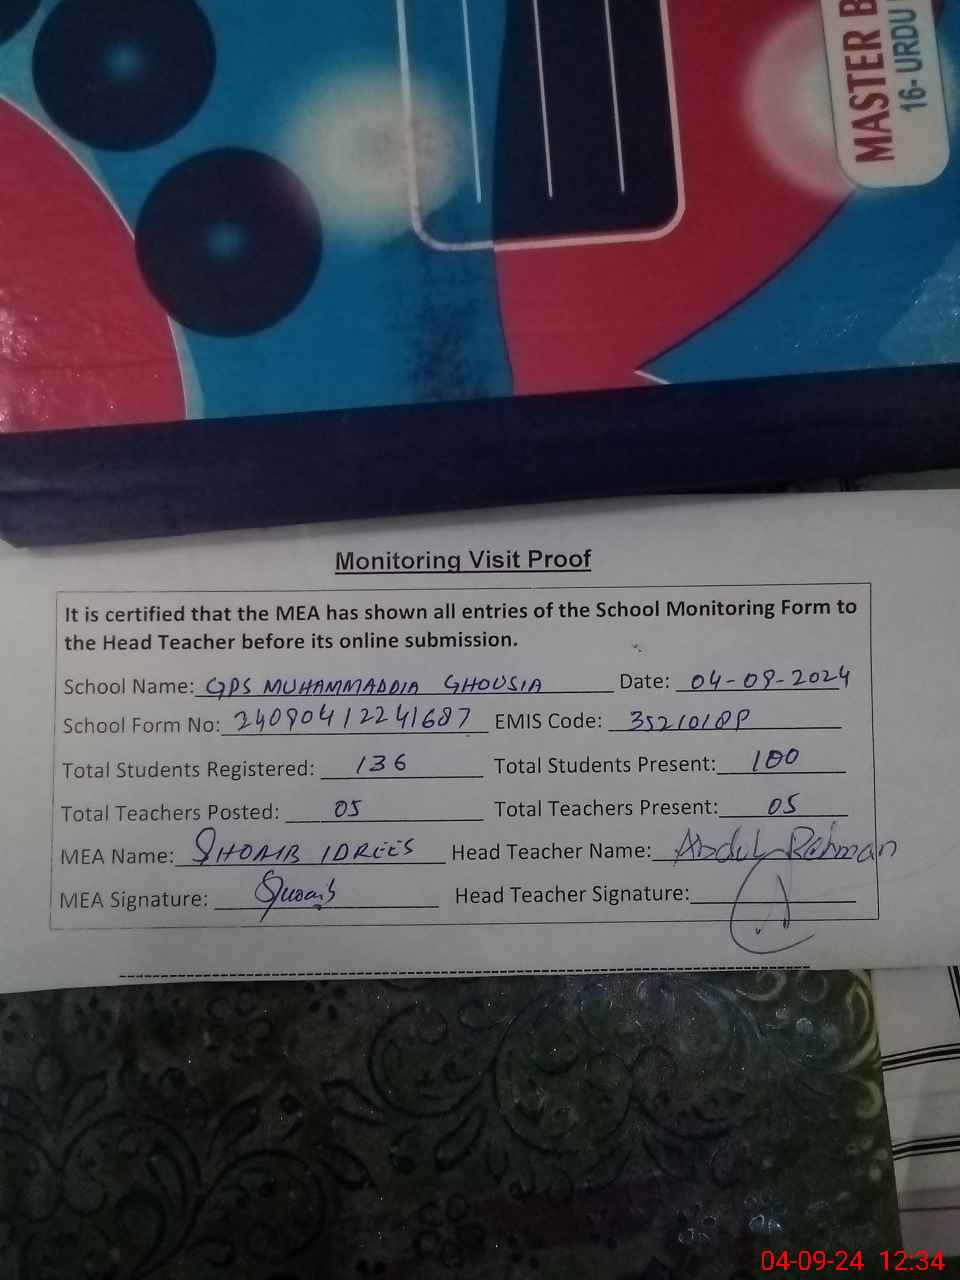 MASTER B
16- URDU
Monitoring Visit Proof
It is certified that the MEA has shown all entries of the School Monitoring Form to
the Head Teacher before its online submission.
School Name: GPS MUHAMMADDIA GHOUSIA Date: 04-09-2024
School Form No: 24090412241687 EMIS Code:
Total Students Registered: 136 Total Students Present: 100
Total Teachers Posted: 05 Total Teachers Present: 05
MEA Name: SHOAIB IDREES Head Teacher Name: Abdul Rehman
MEA Signature: Shoaib Head Teacher Signature:
04-09-24 12:34